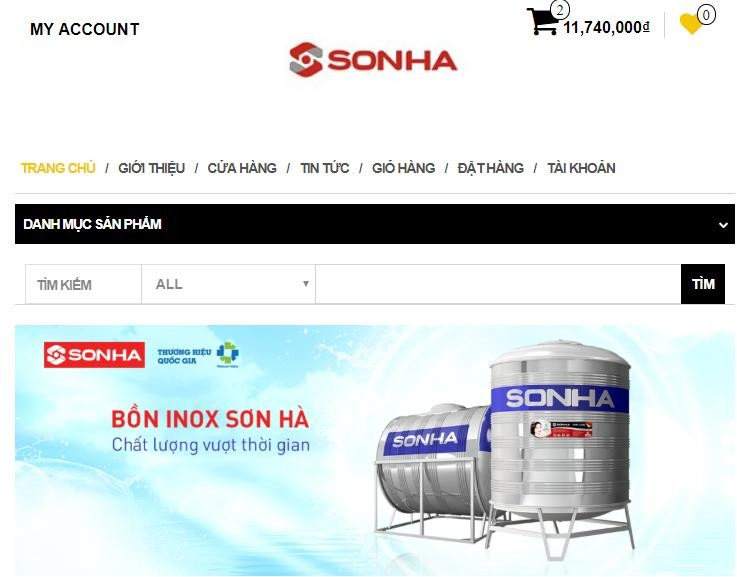 MY ACCOUNT
2
11,740,000₫
0
SONHA
TRANG CHỦ / GIỚI THIỆU / CỬA HÀNG / TIN TỨC / GIỎ HÀNG / ĐẶT HÀNG / TÀI KHOẢN
DANH MỤC SẢN PHẨM
TÌM KIẾM
ALL
TÌM
SONHA
THƯƠNG HIỆU
QUỐC GIA
BỒN INOX SƠN HÀ
Chất lượng vượt thời gian
SONHA
SONHA